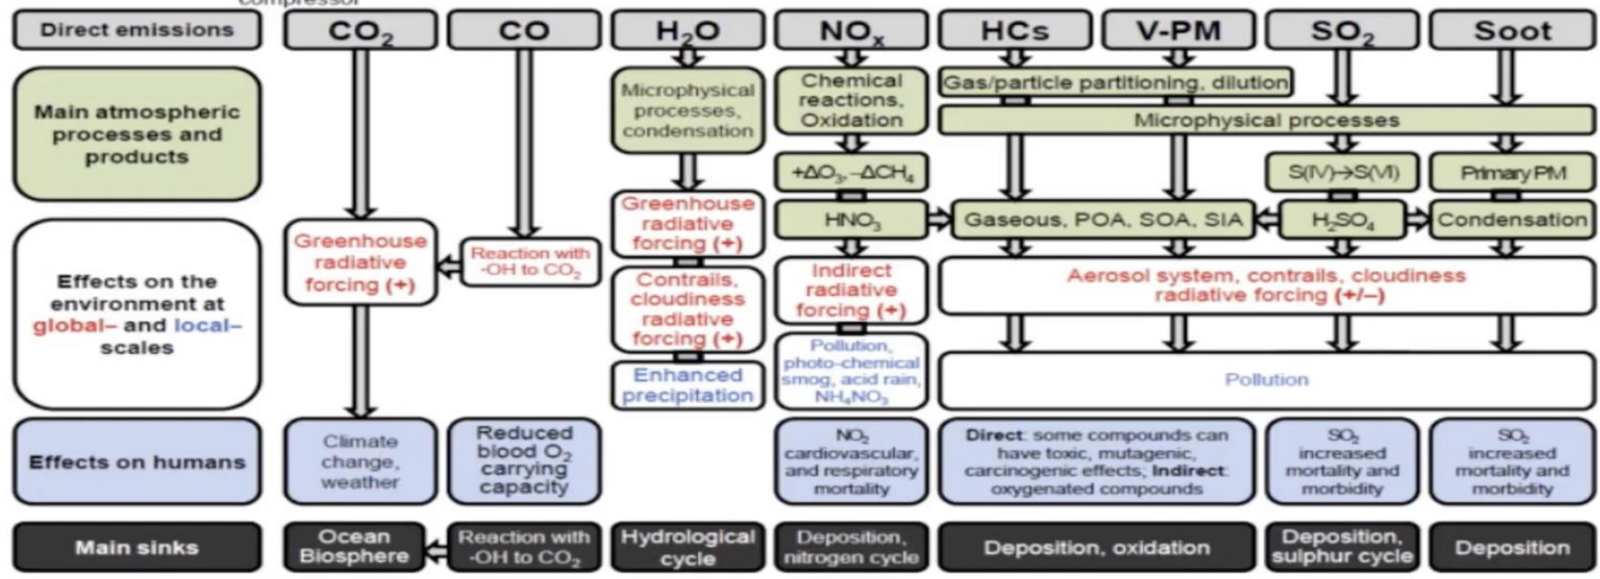 compressor
Direct emissions
CO₂
CO
H₂O
NOₓ
HCs
V-PM
SO₂
Soot
Main atmospheric
processes and
products
Microphysical
processes,
condensation
Chemical
reactions,
Oxidation
Gas/particle partitioning, dilution
Microphysical processes
+ΔO₃,–ΔCH₄
S(IV)→S(VI)
Primary PM
HNO₃
Gaseous, POA, SOA, SIA
H₂SO₄
Condensation
Effects on the
environment at
global– and local–
scales
Greenhouse
radiative
forcing (+)
Reaction with
-OH to CO₂
Greenhouse
radiative
forcing (+)
Contrails,
cloudiness
radiative
forcing (+)
Enhanced
precipitation
Indirect
radiative
forcing (+)
Pollution,
photo-chemical
smog, acid rain,
NH₄NO₃
Aerosol system, contrails, cloudiness
radiative forcing (+/–)
Pollution
Effects on humans
Climate
change,
weather
Reduced
blood O₂
carrying
capacity
NO₂
cardiovascular,
and respiratory
mortality
Direct: some compounds can
have toxic, mutagenic,
carcinogenic effects; Indirect:
oxygenated compounds
SO₂
increased
mortality and
morbidity
SO₂
increased
mortality and
morbidity
Main sinks
Ocean
Biosphere
Reaction with
-OH to CO₂
Hydrological
cycle
Deposition,
nitrogen cycle
Deposition, oxidation
Deposition,
sulphur cycle
Deposition